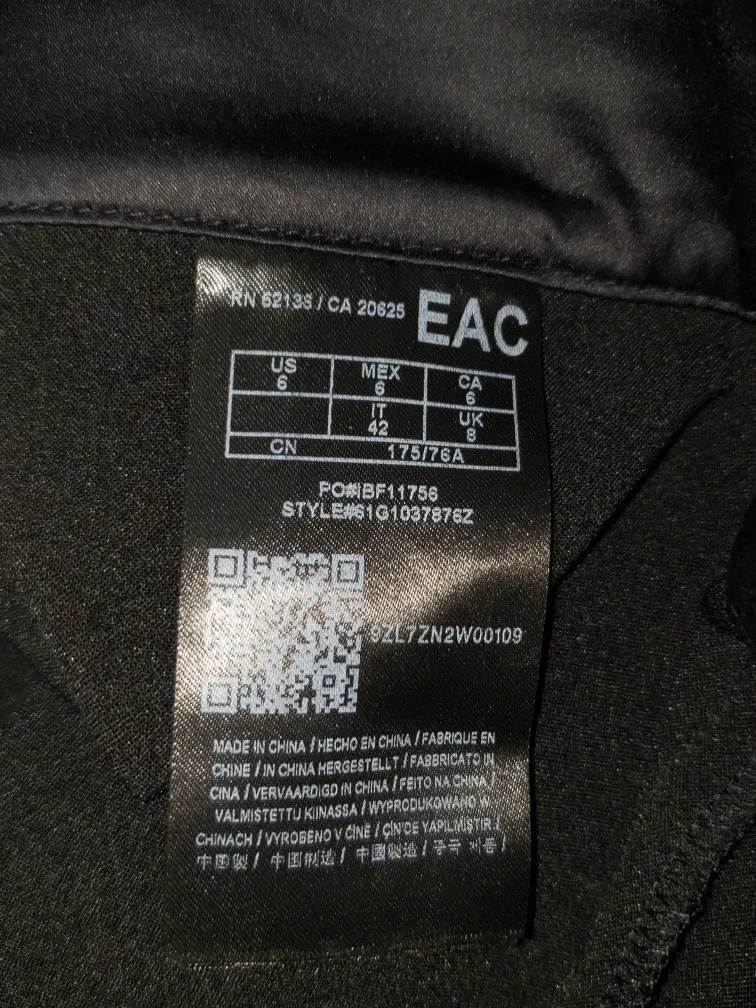 RN 62138 / CA 20625 EAC
US 6 MEX 6 CA 6
IT 42 UK 8
CN 175/76A
PO#:BF11756
STYLE#61G1037876Z
9ZL7ZN2W00109
MADE IN CHINA / HECHO EN CHINA / FABRIQUE EN
CHINE / IN CHINA HERGESTELLT / FABBRICATO IN
CINA / VERVAARDIGD IN CHINA / FEITO NA CHINA /
VALMISTETTU KIINASSA / WYPRODUKOWANO W
CHINACH / VYROBENO V ČÍNĚ / ÇİN'DE YAPILMIŞTIR /
中国製 / 中国制造 / 中國製造 / 중국 제품 /